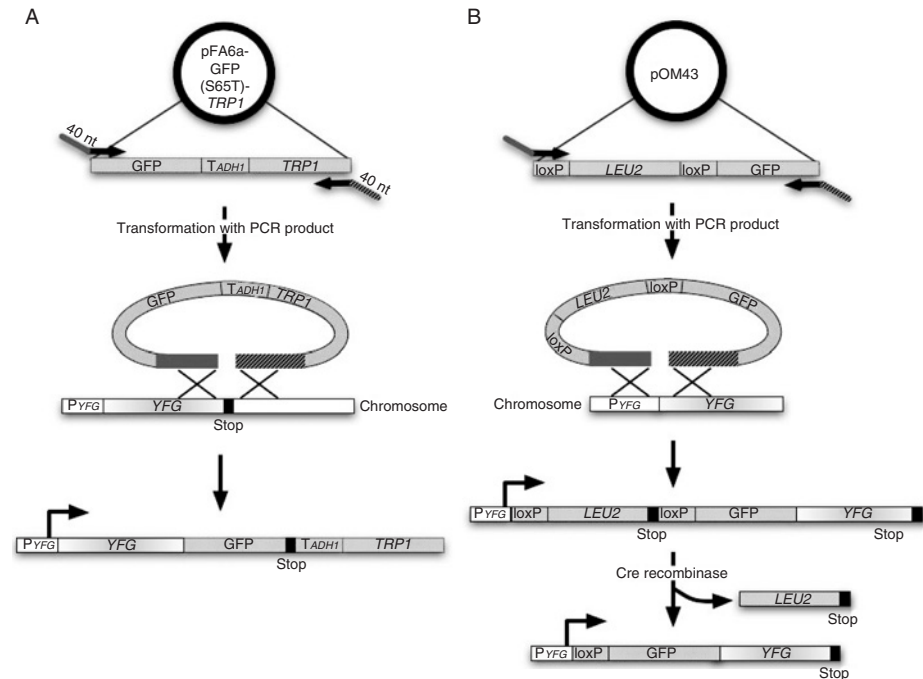 A
pFA6a-
GFP
(S65T)-
TRP1
40 nt
GFP TADH1 TRP1
40 nt
Transformation with PCR product
GFP TADH1 TRP1
PYFG YFG Chromosome
Stop
PYFG YFG GFP TADH1 TRP1
Stop
B
pOM43
loxP LEU2 loxP GFP
Transformation with PCR product
loxP LEU2 loxP GFP
Chromosome PYFG YFG
PYFG loxP LEU2 loxP GFP YFG
Stop Stop
Cre recombinase
LEU2
Stop
PYFG loxP GFP YFG
Stop